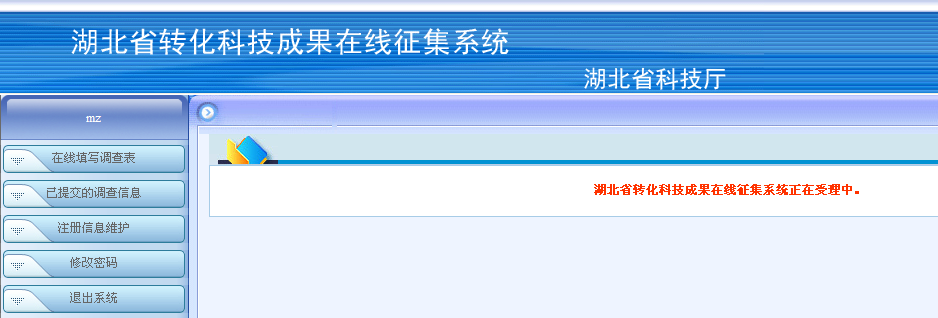 湖北省转化科技成果在线征集系统
湖北省科技厅
mz
在线填写调查表
已提交的调查信息
注册信息维护
修改密码
退出系统
湖北省转化科技成果在线征集系统正在受理中。